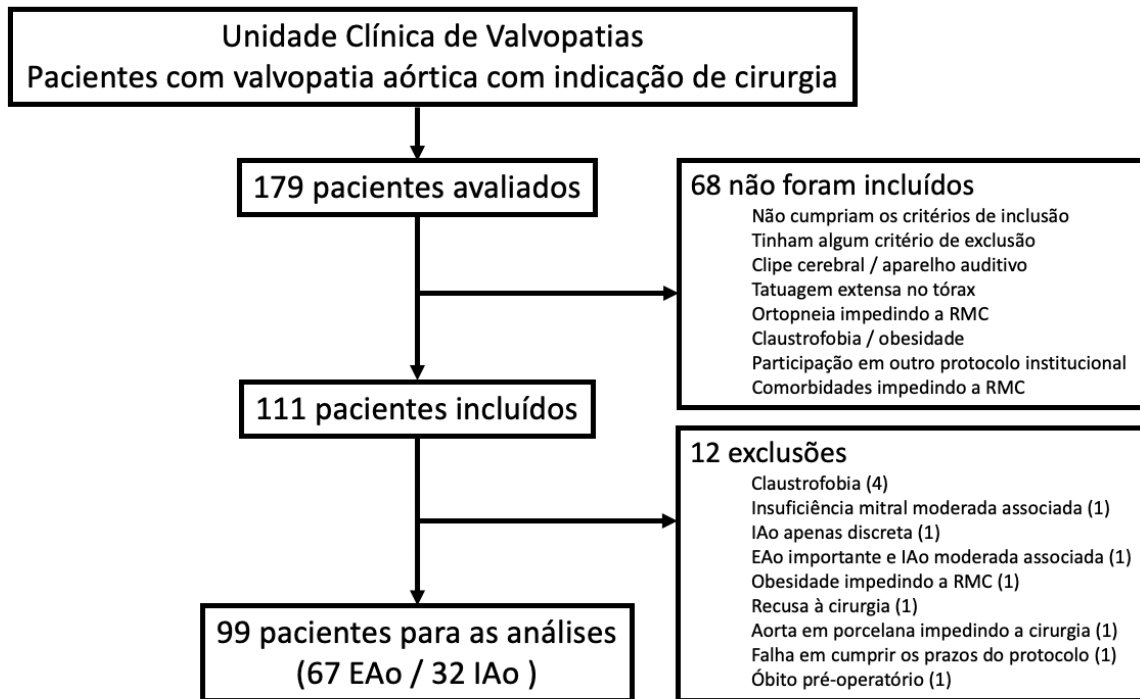 Unidade Clínica de Valvopatias
Pacientes com valvopatia aórtica com indicação de cirurgia
179 pacientes avaliados
68 não foram incluídos
Não cumpriam os critérios de inclusão
Tinham algum critério de exclusão
Clipe cerebral / aparelho auditivo
Tatuagem extensa no tórax
Ortopneia impedindo a RMC
Claustrofobia / obesidade
Participação em outro protocolo institucional
Comorbidades impedindo a RMC
111 pacientes incluídos
12 exclusões
Claustrofobia (4)
Insuficiência mitral moderada associada (1)
IAo apenas discreta (1)
EAo importante e IAo moderada associada (1)
Obesidade impedindo a RMC (1)
Recusa à cirurgia (1)
Aorta em porcelana impedindo a cirurgia (1)
Falha em cumprir os prazos do protocolo (1)
Óbito pré-operatório (1)
99 pacientes para as análises
(67 EAo / 32 IAo )